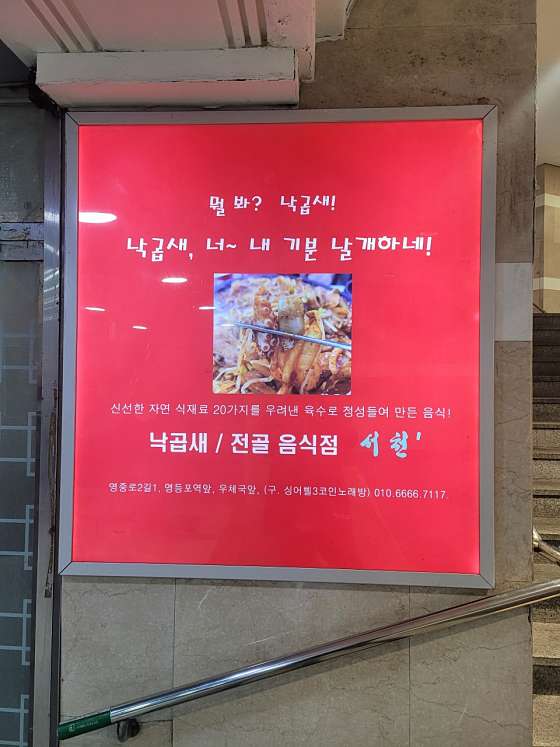 뭘 봐? 낙곱새!
낙곱새, 너~ 내 기분 날개하네!
신선한 자연 식재료 20가지를 우려낸 육수로 정성들여 만든 음식!
낙곱새 / 전골 음식점 서천'
영중로2길1, 영등포역앞, 우체국앞, (구. 싱어삘3코인노래방) 010.6666.7117.